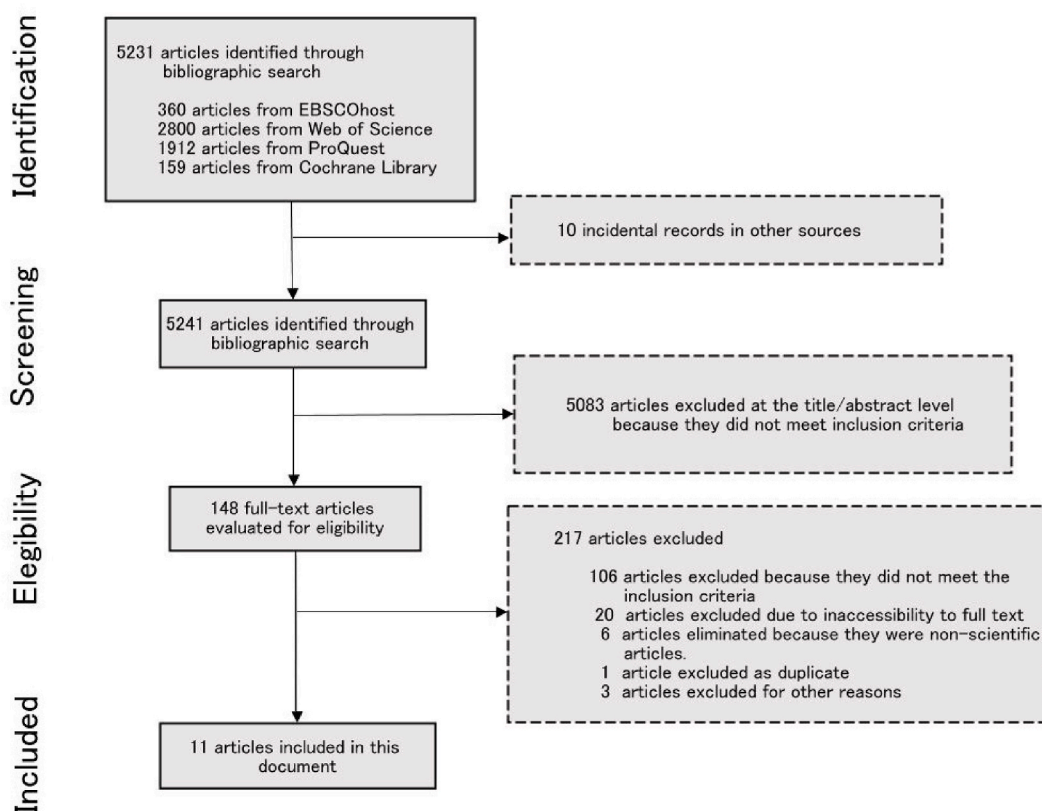 Identification
5231 articles identified through
bibliographic search
360 articles from EBSCOhost
2800 articles from Web of Science
1912 articles from ProQuest
159 articles from Cochrane Library
10 incidental records in other sources
Screening
5241 articles identified through
bibliographic search
5083 articles excluded at the title/abstract level
because they did not meet inclusion criteria
Elegibility
148 full-text articles
evaluated for eligibility
217 articles excluded
106 articles excluded because they did not meet the
inclusion criteria
20 articles excluded due to inaccessibility to full text
6 articles eliminated because they were non-scientific
articles.
1 article excluded as duplicate
3 articles excluded for other reasons
Included
11 articles included in this
document